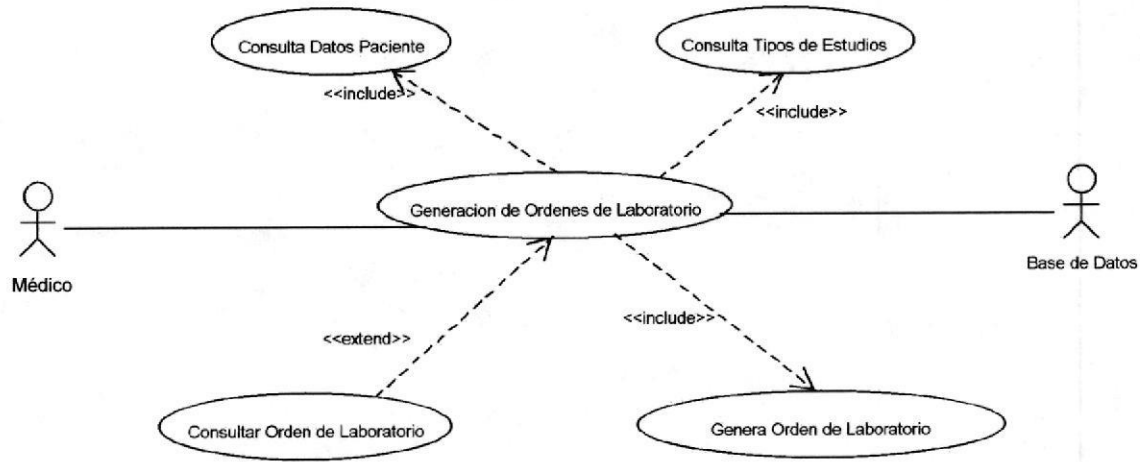 Consulta Datos Paciente
Consulta Tipos de Estudios
<<include>>
<<include>>
Generacion de Ordenes de Laboratorio
Médico
Base de Datos
<<extend>>
<<include>>
Consultar Orden de Laboratorio
Genera Orden de Laboratorio